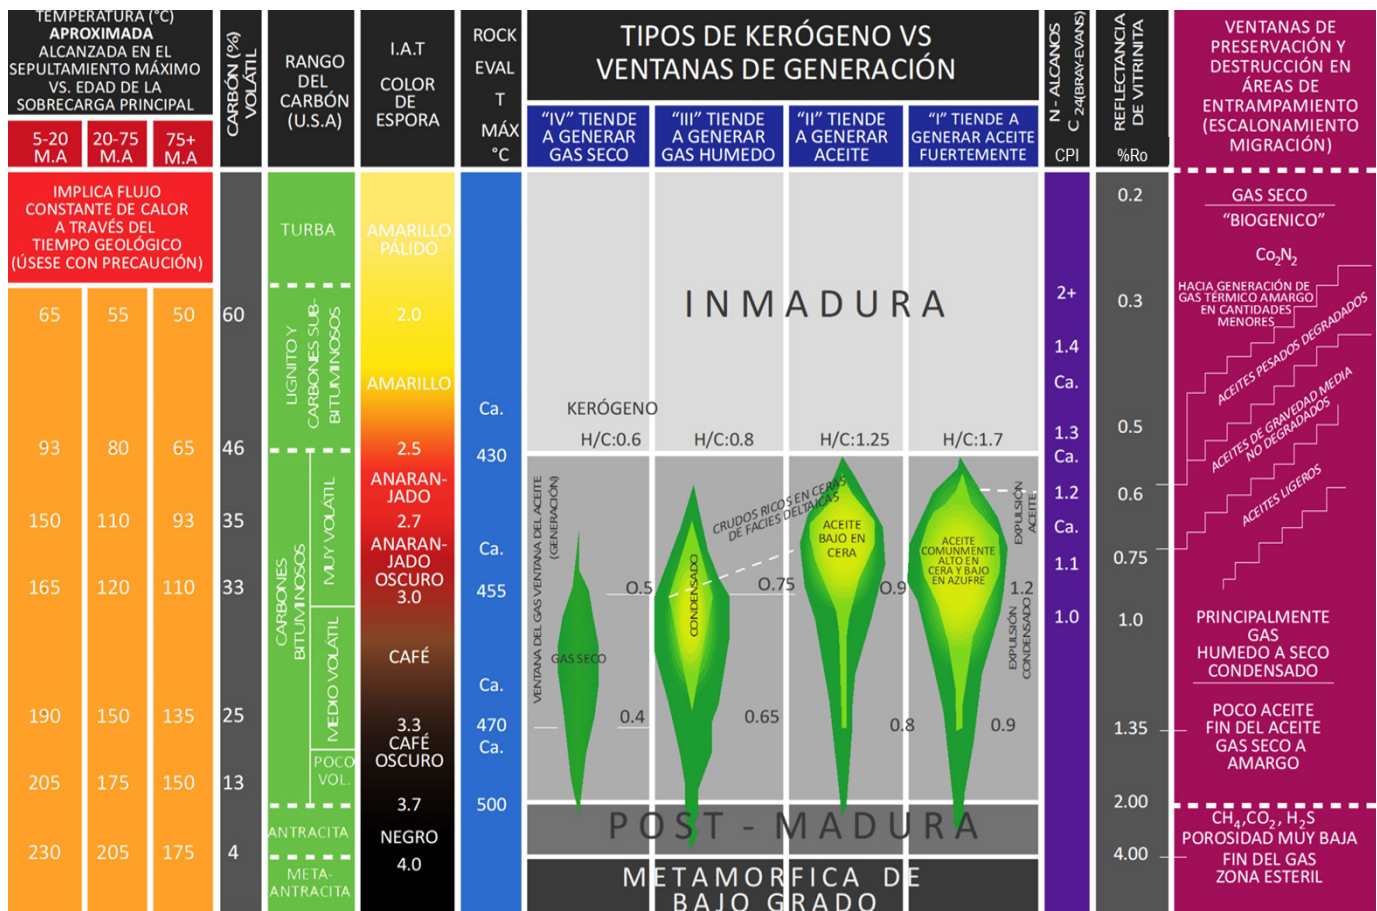 TEMPERATURA (°C)
APROXIMADA
ALCANZADA EN EL
SEPULTAMIENTO MÁXIMO
VS. EDAD DE LA
SOBRECARGA PRINCIPAL
5-20
M.A
20-75
M.A
75+
M.A
IMPLICA FLUJO
CONSTANTE DE CALOR
A TRAVÉS DEL
TIEMPO GEOLÓGICO
(ÚSESE CON PRECAUCIÓN)
65 55 50
93 80 65
150 110 93
165 120 110
190 150 135
205 175 150
230 205 175
CARBÓN (%)
VOLÁTIL
60
46
35
33
25
13
4
RANGO
DEL
CARBÓN
(U.S.A)
TURBA
LIGNITO Y
CARBONES SUB-
BITUMINOSOS
CARBONES
BITUMINOSOS
MUY VOLÁTIL
MEDIO VOLÁTIL
POCO
VOL.
ANTRACITA
META-
ANTRACITA
I.A.T
COLOR
DE
ESPORA
AMARILLO
PÁLIDO
2.0
AMARILLO
2.5
ANARAN-
JADO
2.7
ANARAN-
JADO
OSCURO
3.0
CAFÉ
3.3
CAFÉ
OSCURO
3.7
NEGRO
4.0
ROCK
EVAL
T
MÁX
°C
Ca.
430
Ca.
455
Ca.
470
Ca.
500
TIPOS DE KERÓGENO VS
VENTANAS DE GENERACIÓN
“IV” TIENDE
A GENERAR
GAS SECO
“III” TIENDE
A GENERAR
GAS HUMEDO
“II” TIENDE
A GENERAR
ACEITE
“I” TIENDE A
GENERAR ACEITE
FUERTEMENTE
INMADURA
KERÓGENO
H/C:0.6 H/C:0.8 H/C:1.25 H/C:1.7
VENTANA DEL GAS VENTANA DEL ACEITE
(GENERACIÓN)
GAS SECO
CONDENSADO
CRUDOS RICOS EN CERAS
DE FACIES DELTAICAS
ACEITE
BAJO EN
CERA
ACEITE
COMUNMENTE
ALTO EN
CERA Y BAJO
EN AZUFRE
EXPULSIÓN
ACEITE
EXPULSIÓN
CONDENSADO
0.5 0.75 0.9 1.2
0.4 0.65 0.8 0.9
POST - MADURA
METAMORFICA DE
BAJO GRADO
N - ALCANOS
C24(BRAY-EVANS)
CPI
2+
1.4
Ca.
1.3
Ca.
1.2
Ca.
1.1
1.0
REFLECTANCIA
DE VITRINITA
%Ro
0.2
0.3
0.5
0.6
0.75
1.0
1.35
2.00
4.00
VENTANAS DE
PRESERVACIÓN Y
DESTRUCCIÓN EN
ÁREAS DE
ENTRAMPAMIENTO
(ESCALONAMIENTO
MIGRACIÓN)
GAS SECO
“BIOGENICO”
Co2N2
HACIA GENERACIÓN DE
GAS TÉRMICO AMARGO
EN CANTIDADES
MENORES
ACEITES PESADOS DEGRADADOS
ACEITES DE GRAVEDAD MEDIA
NO DEGRADADOS
ACEITES LIGEROS
PRINCIPALMENTE
GAS
HUMEDO A SECO
CONDENSADO
POCO ACEITE
FIN DEL ACEITE
GAS SECO A
AMARGO
CH4,CO2, H2S
POROSIDAD MUY BAJA
FIN DEL GAS
ZONA ESTERIL